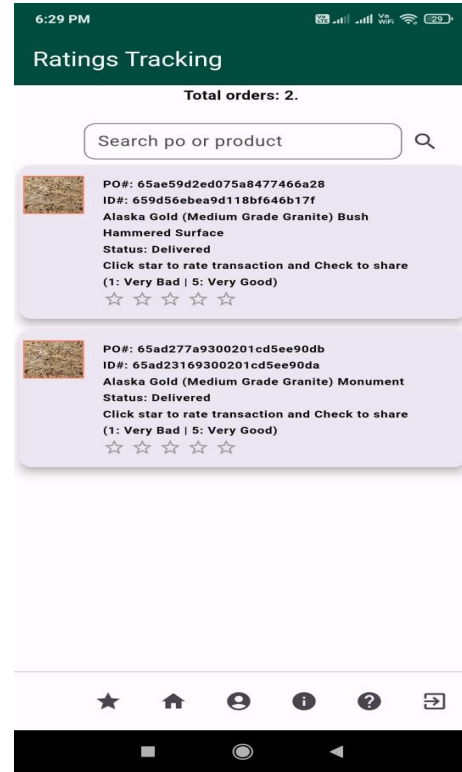 6:29 PM
Vo WiFi 29
Ratings Tracking
Total orders: 2.
Search po or product
PO#: 65ae59d2ed075a8477466a28
ID#: 659d56ebea9d118bf646b17f
Alaska Gold (Medium Grade Granite) Bush
Hammered Surface
Status: Delivered
Click star to rate transaction and Check to share
(1: Very Bad | 5: Very Good)
PO#: 65ad277a9300201cd5ee90db
ID#: 65ad23169300201cd5ee90da
Alaska Gold (Medium Grade Granite) Monument
Status: Delivered
Click star to rate transaction and Check to share
(1: Very Bad | 5: Very Good)